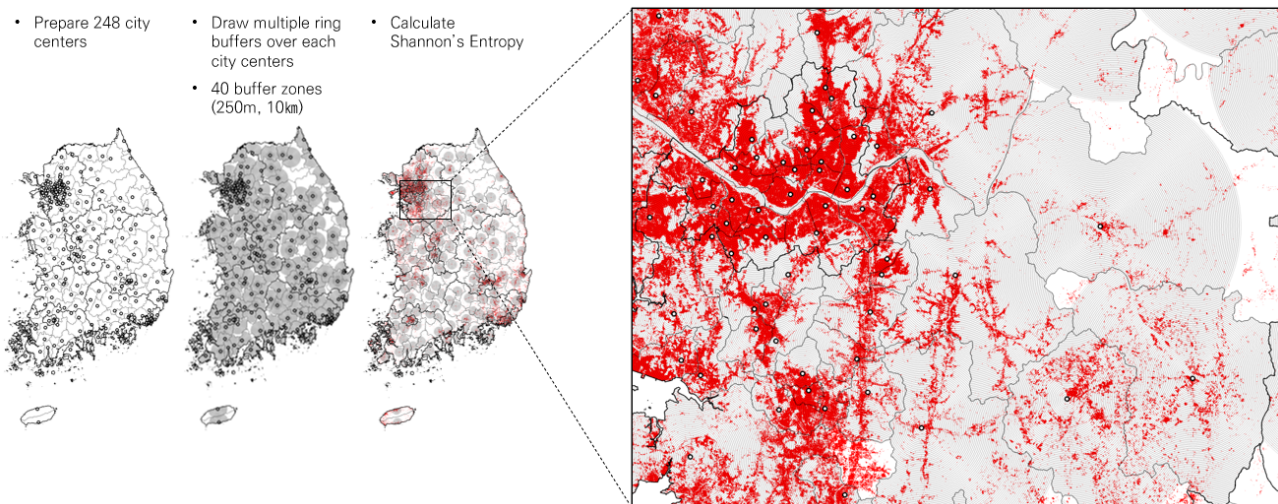 • Prepare 248 city
centers
• Draw multiple ring
buffers over each
city centers
• 40 buffer zones
(250m, 10㎞)
• Calculate
Shannon's Entropy